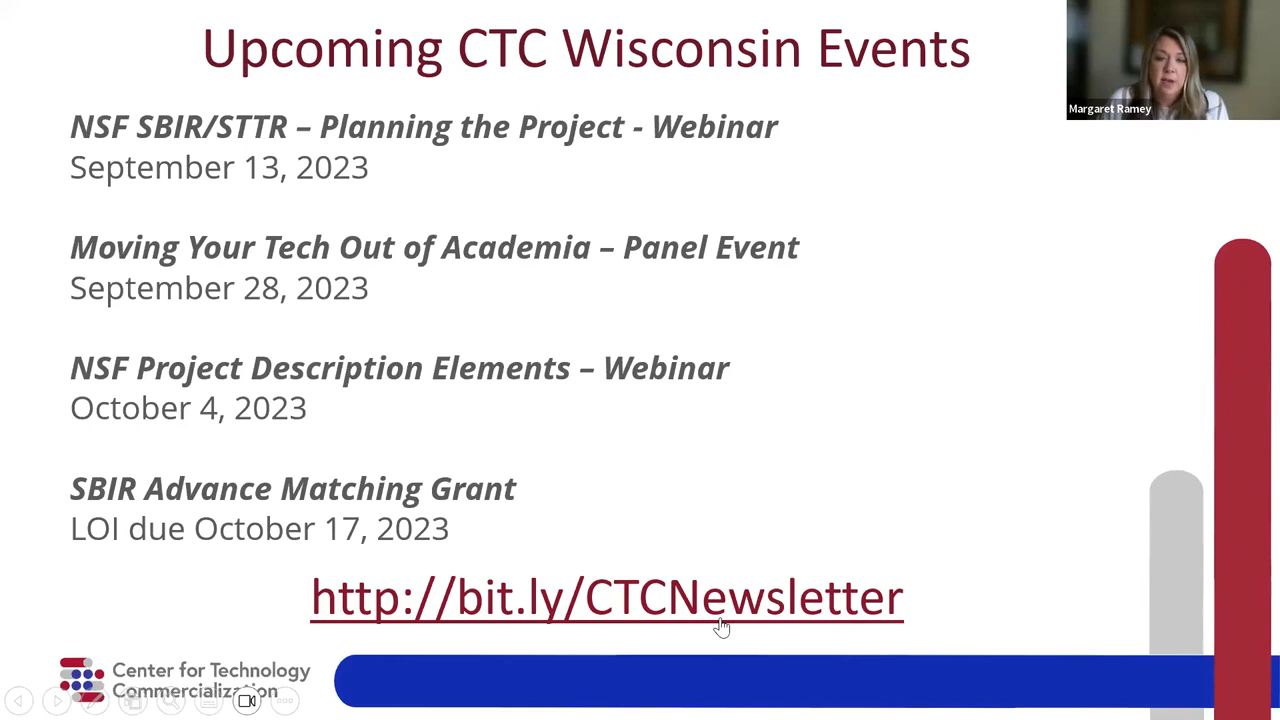 Upcoming CTC Wisconsin Events
Margaret Ramey
NSF SBIR/STTR – Planning the Project - Webinar
September 13, 2023
Moving Your Tech Out of Academia – Panel Event
September 28, 2023
NSF Project Description Elements – Webinar
October 4, 2023
SBIR Advance Matching Grant
LOI due October 17, 2023
http://bit.ly/CTCNewsletter
Center for Technology
Commercialization